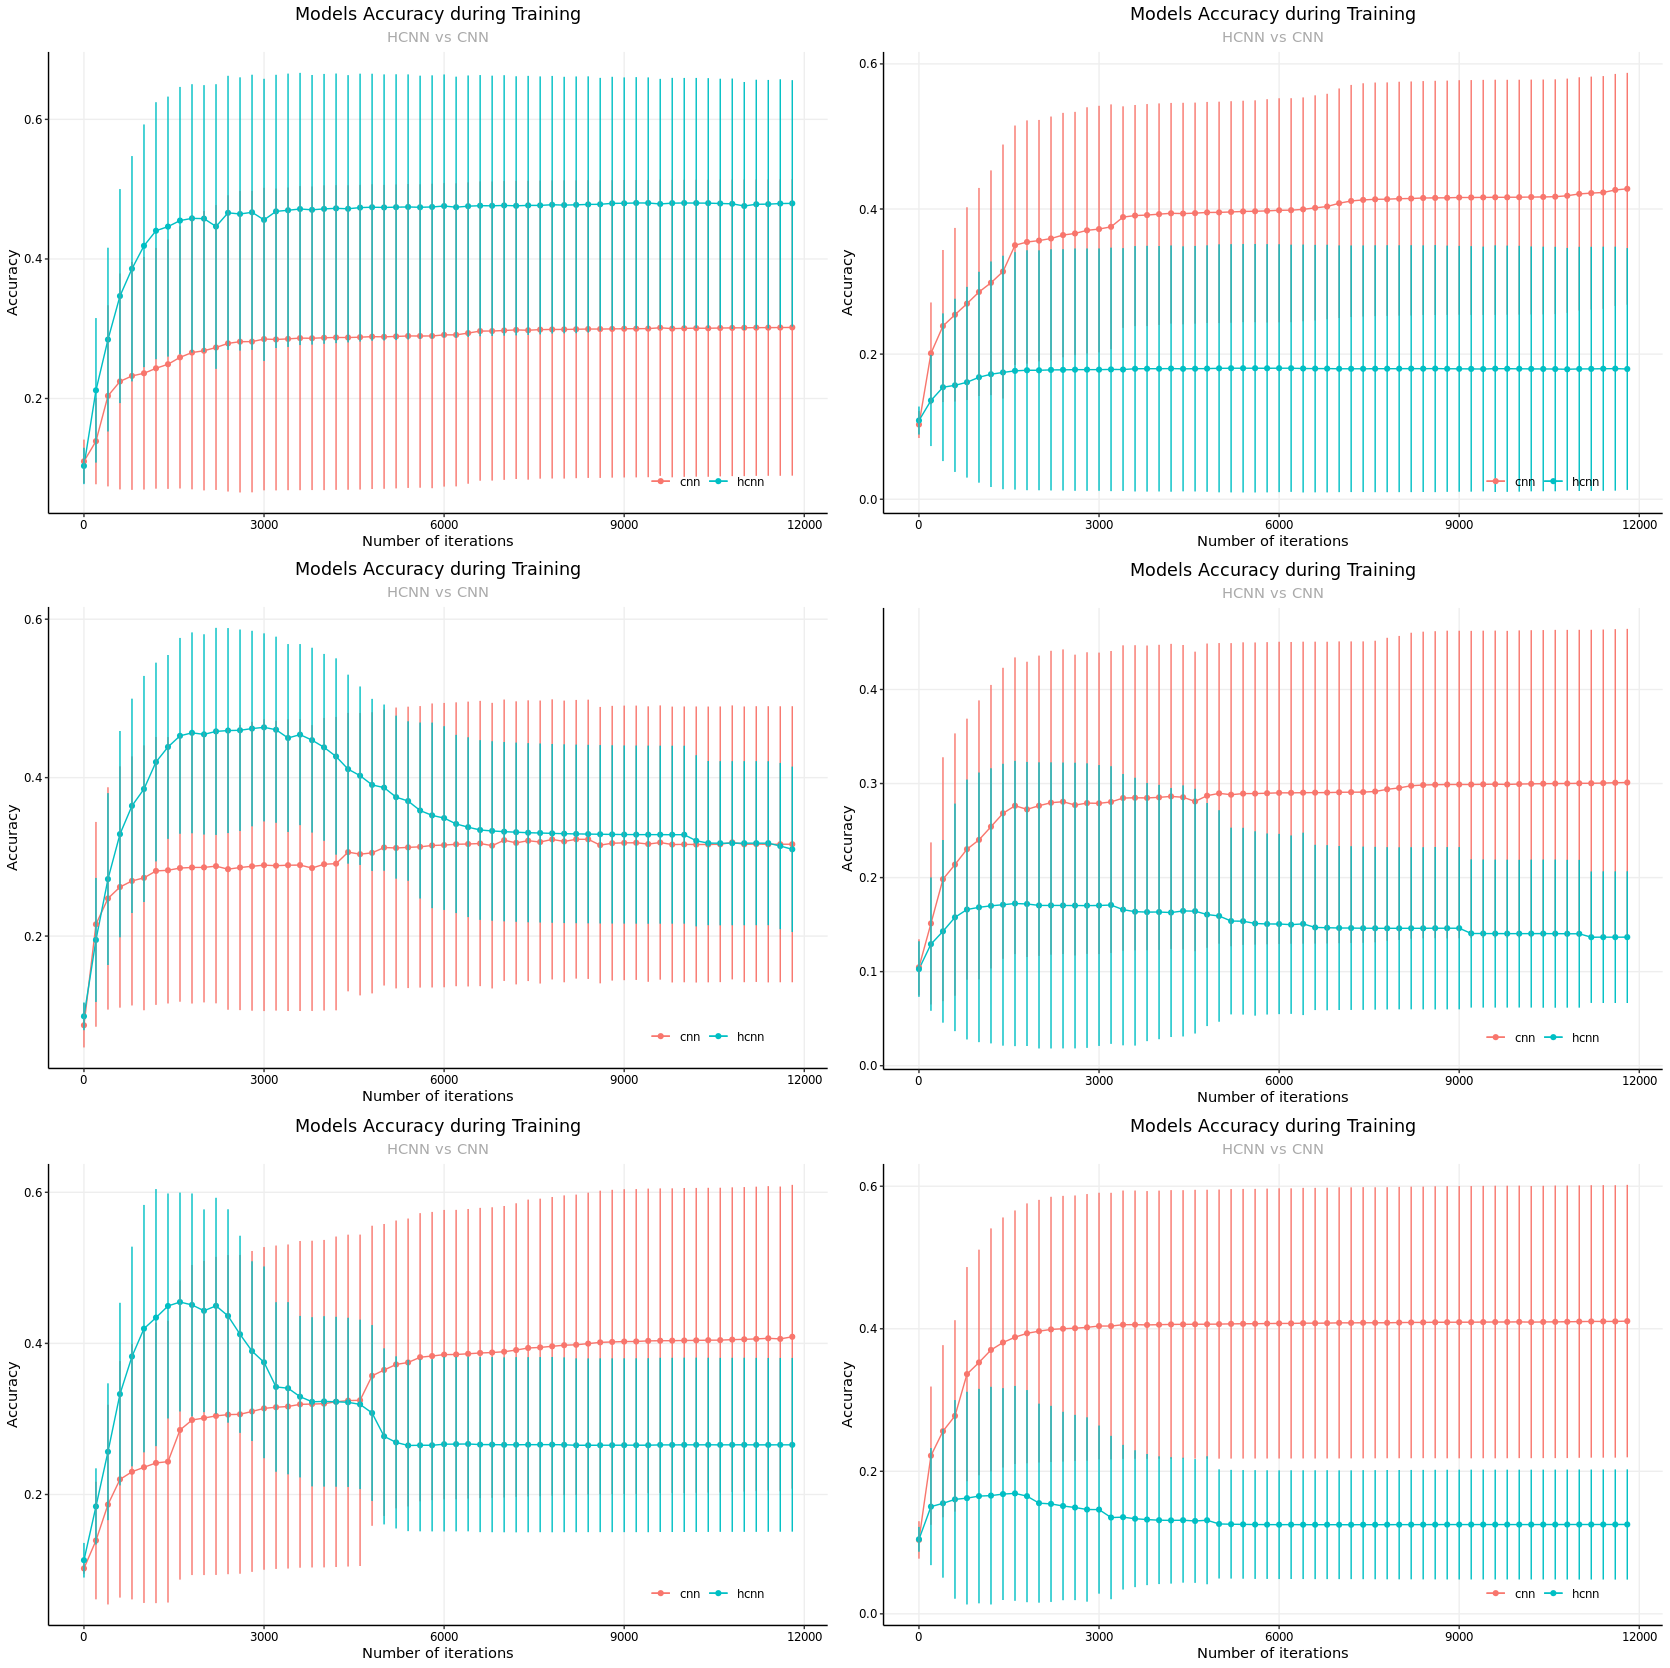 Models Accuracy during Training
HCNN vs CNN
Accuracy
0.6
0.4
0.2
cnn hcnn
0 3000 6000 9000 12000
Number of iterations
Models Accuracy during Training
HCNN vs CNN
Accuracy
0.6
0.4
0.2
0.0
cnn hcnn
0 3000 6000 9000 12000
Number of iterations
Models Accuracy during Training
HCNN vs CNN
Accuracy
0.6
0.4
0.2
cnn hcnn
0 3000 6000 9000 12000
Number of iterations
Models Accuracy during Training
HCNN vs CNN
Accuracy
0.4
0.3
0.2
0.1
0.0
cnn hcnn
0 3000 6000 9000 12000
Number of iterations
Models Accuracy during Training
HCNN vs CNN
Accuracy
0.6
0.4
0.2
cnn hcnn
0 3000 6000 9000 12000
Number of iterations
Models Accuracy during Training
HCNN vs CNN
Accuracy
0.6
0.4
0.2
0.0
cnn hcnn
0 3000 6000 9000 12000
Number of iterations